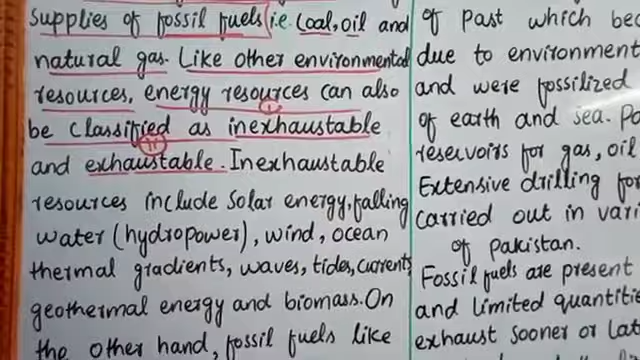 Supplies of fossil fuels (i.e. Coal, oil and
natural gas. Like other environmental
resources, energy resources can also
i
be classified as inexhaustable
ii
and exhaustable. Inexhaustable
resources include Solar energy, falling
water (hydropower), wind, ocean
thermal gradients, waves, tides, currents
geothermal energy and biomass. On
the other hand, fossil fuels like
of past which
due to environment
and were fossilized
of earth and sea.
reservoirs for gas, oil
Extensive drilling for
carried out in
of pakistan.
Fossil fuels are present
and limited
exhaust sooner or